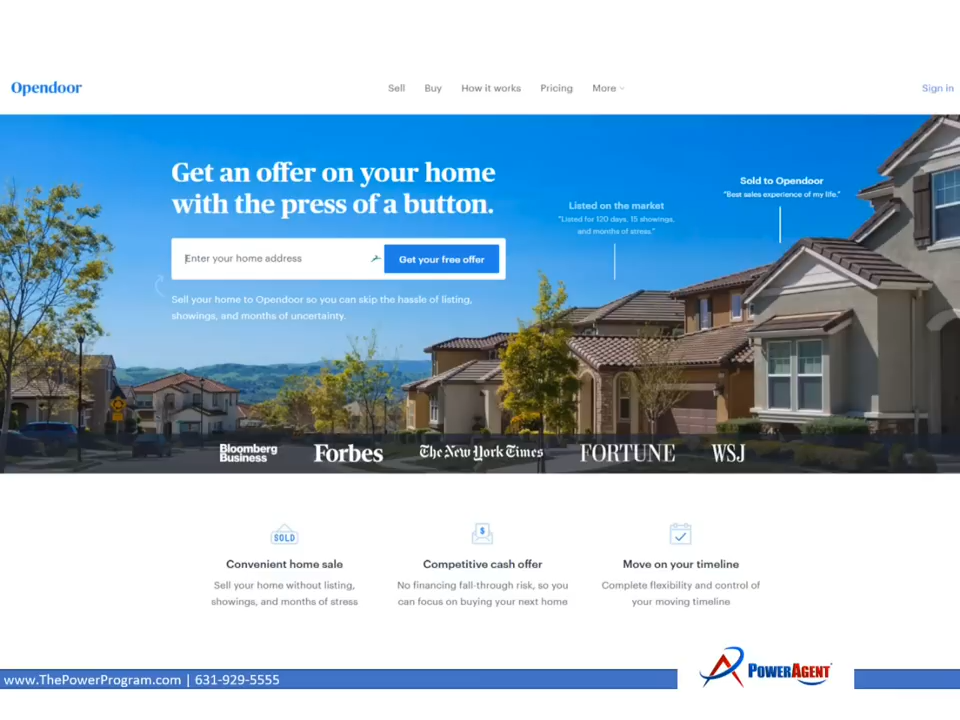 Opendoor
Sell Buy How it works Pricing More
Sign in
Get an offer on your home
with the press of a button.
Enter your home address
Get your free offer
Sell your home to Opendoor so you can skip the hassle of listing,
showings, and months of uncertainty.
Listed on the market
"Listed for 120 days, 15 showings,
and months of stress."
Sold to Opendoor
"Best sales experience of my life."
Bloomberg
Business
Forbes
The New York Times
FORTUNE
WSJ
SOLD
Convenient home sale
Sell your home without listing,
showings, and months of stress
$
Competitive cash offer
No financing fall-through risk, so you
can focus on buying your next home
Move on your timeline
Complete flexibility and control of
your moving timeline
www.ThePowerProgram.com | 631-929-5555
POWERAGENT